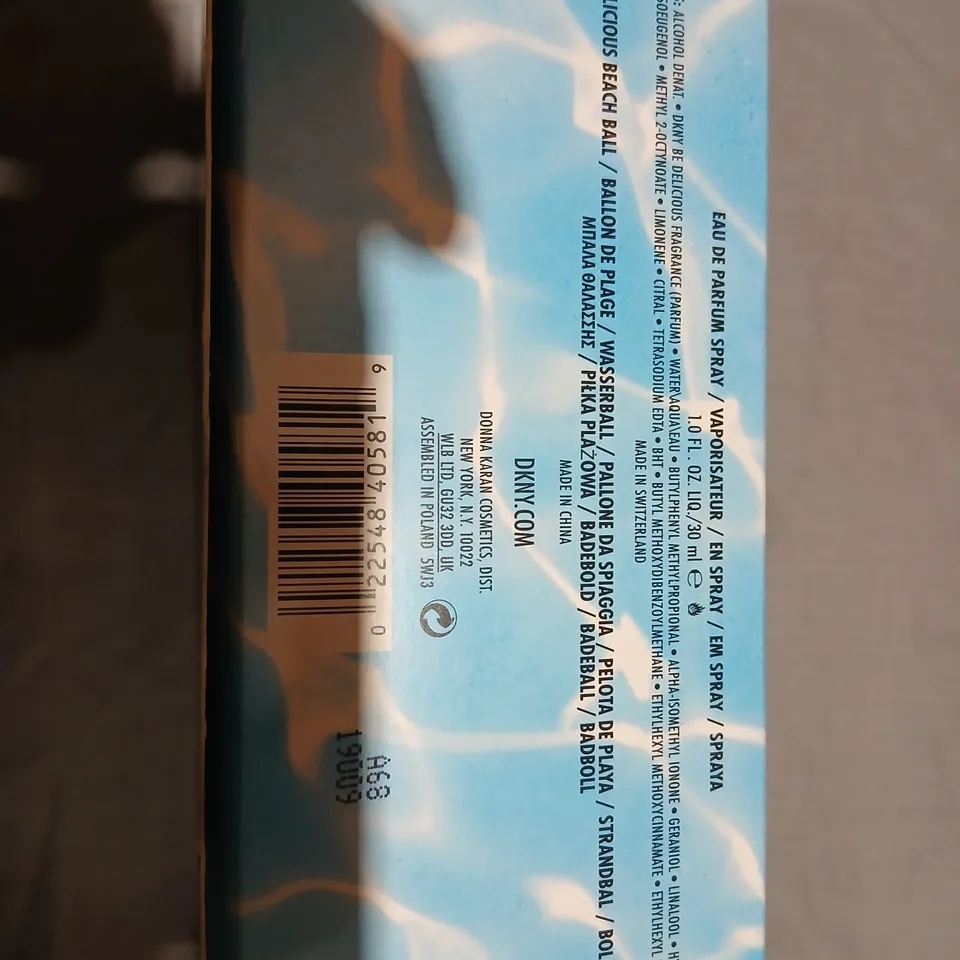 EAU DE PARFUM SPRAY / VAPORISATEUR / EN SPRAY / EM SPRAY / SPRAYA
1.0 FL. OZ. LIQ./30 ml ℮
ALCOHOL DENAT. • DKNY BE DELICIOUS FRAGRANCE (PARFUM) • WATER\AQUA\EAU • BUTYLPHENYL METHYLPROPIONAL • ALPHA-ISOMETHYL IONONE • GERANIOL • LINALOOL •
SOEUGENOL • METHYL 2-OCTYNOATE • LIMONENE • CITRAL • TETRASODIUM EDTA • BHT • BUTYL METHOXYDIBENZOYLMETHANE • ETHYLHEXYL METHOXYCINNAMATE • ETHYLHEXYL
MADE IN SWITZERLAND
LICIOUS BEACH BALL / BALLON DE PLAGE / WASSERBALL / PALLONE DA SPIAGGIA / PELOTA DE PLAYA / STRANDBAL / BOL
ΜΠΑΛΑ ΘΑΛΑΣΣΗΣ / PIŁKA PLAŻOWA / BADEBOLD / BADEBALL / BADBOLL
MADE IN CHINA
DKNY.COM
DONNA KARAN COSMETICS, DIST.
NEW YORK, N.Y. 10022
WLB LTD, GU32 3DD, UK
ASSEMBLED IN POLAND 5WJ3
0 22548 40581 9
A68
19009